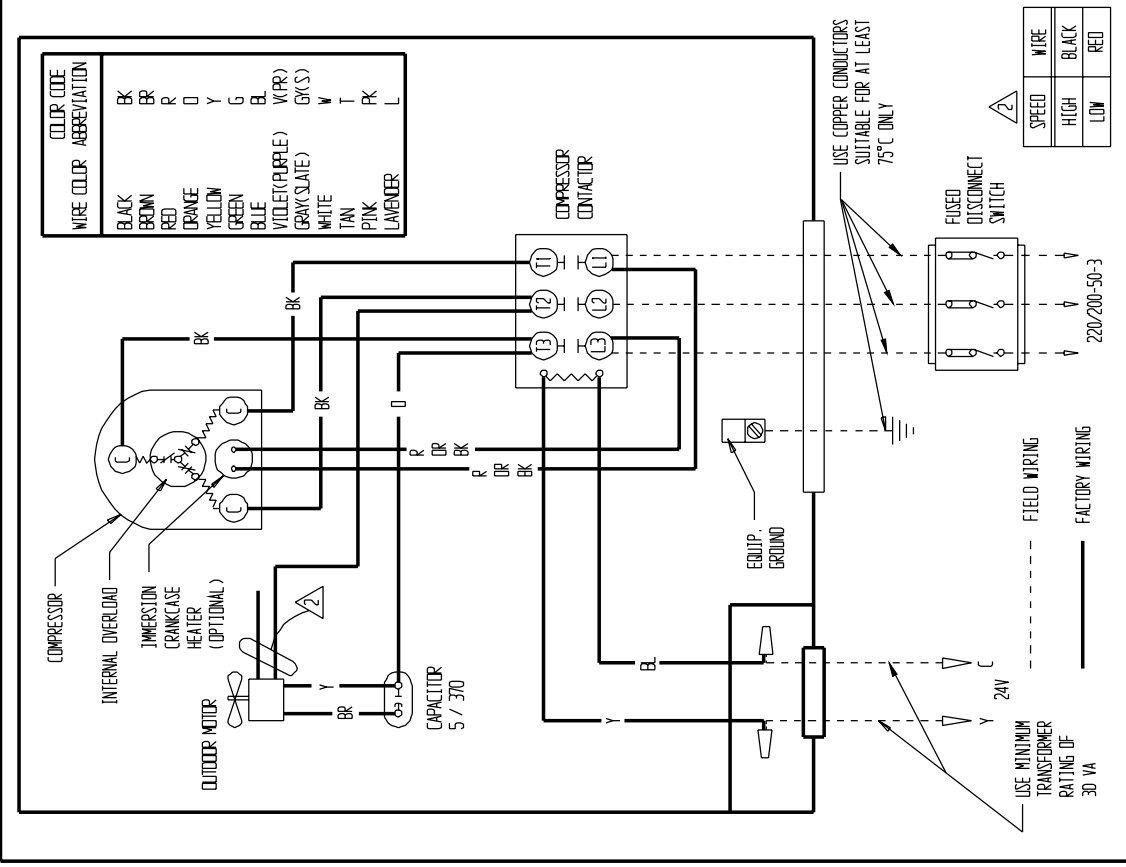 COLOR CODE
WIRE COLOR ABBREVIATION
BLACK BK
BROWN BR
RED R
ORANGE O
YELLOW Y
GREEN G
BLUE BL
VIOLET(PURPLE) V(PR)
GRAY(SLATE) GY(S)
WHITE W
TAN T
PINK PK
LAVENDER L
COMPRESSOR
INTERNAL OVERLOAD
IMMERSION
CRANKCASE
HEATER
(OPTIONAL)
C
C
C
2
OUTDOOR MOTOR
Y
BR
C
CAPACITOR
5 / 370
BK
BK
BK
O
R OR BK
R OR BK
COMPRESSOR
CONTACTOR
T1
T2
T3
L1
L2
L3
BL
Y
EQUIP.
GROUND
USE COPPER CONDUCTORS
SUITABLE FOR AT LEAST
75°C ONLY
FUSED
DISCONNECT
SWITCH
220/200-50-3
2
SPEED WIRE
HIGH BLACK
LOW RED
C
24V
Y
USE MINIMUM
TRANSFORMER
RATING OF
30 VA
FIELD WIRING
FACTORY WIRING